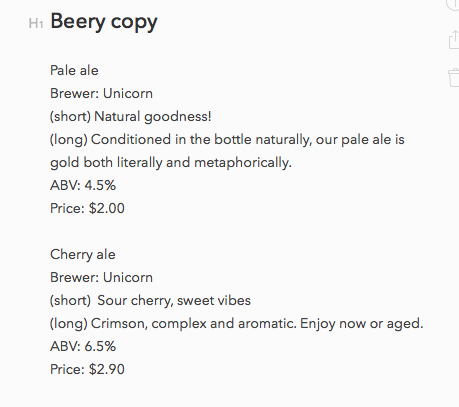 H1 Beery copy
Pale ale
Brewer: Unicorn
(short) Natural goodness!
(long) Conditioned in the bottle naturally, our pale ale is
gold both literally and metaphorically.
ABV: 4.5%
Price: $2.00
Cherry ale
Brewer: Unicorn
(short)  Sour cherry, sweet vibes
(long) Crimson, complex and aromatic. Enjoy now or aged.
ABV: 6.5%
Price: $2.90